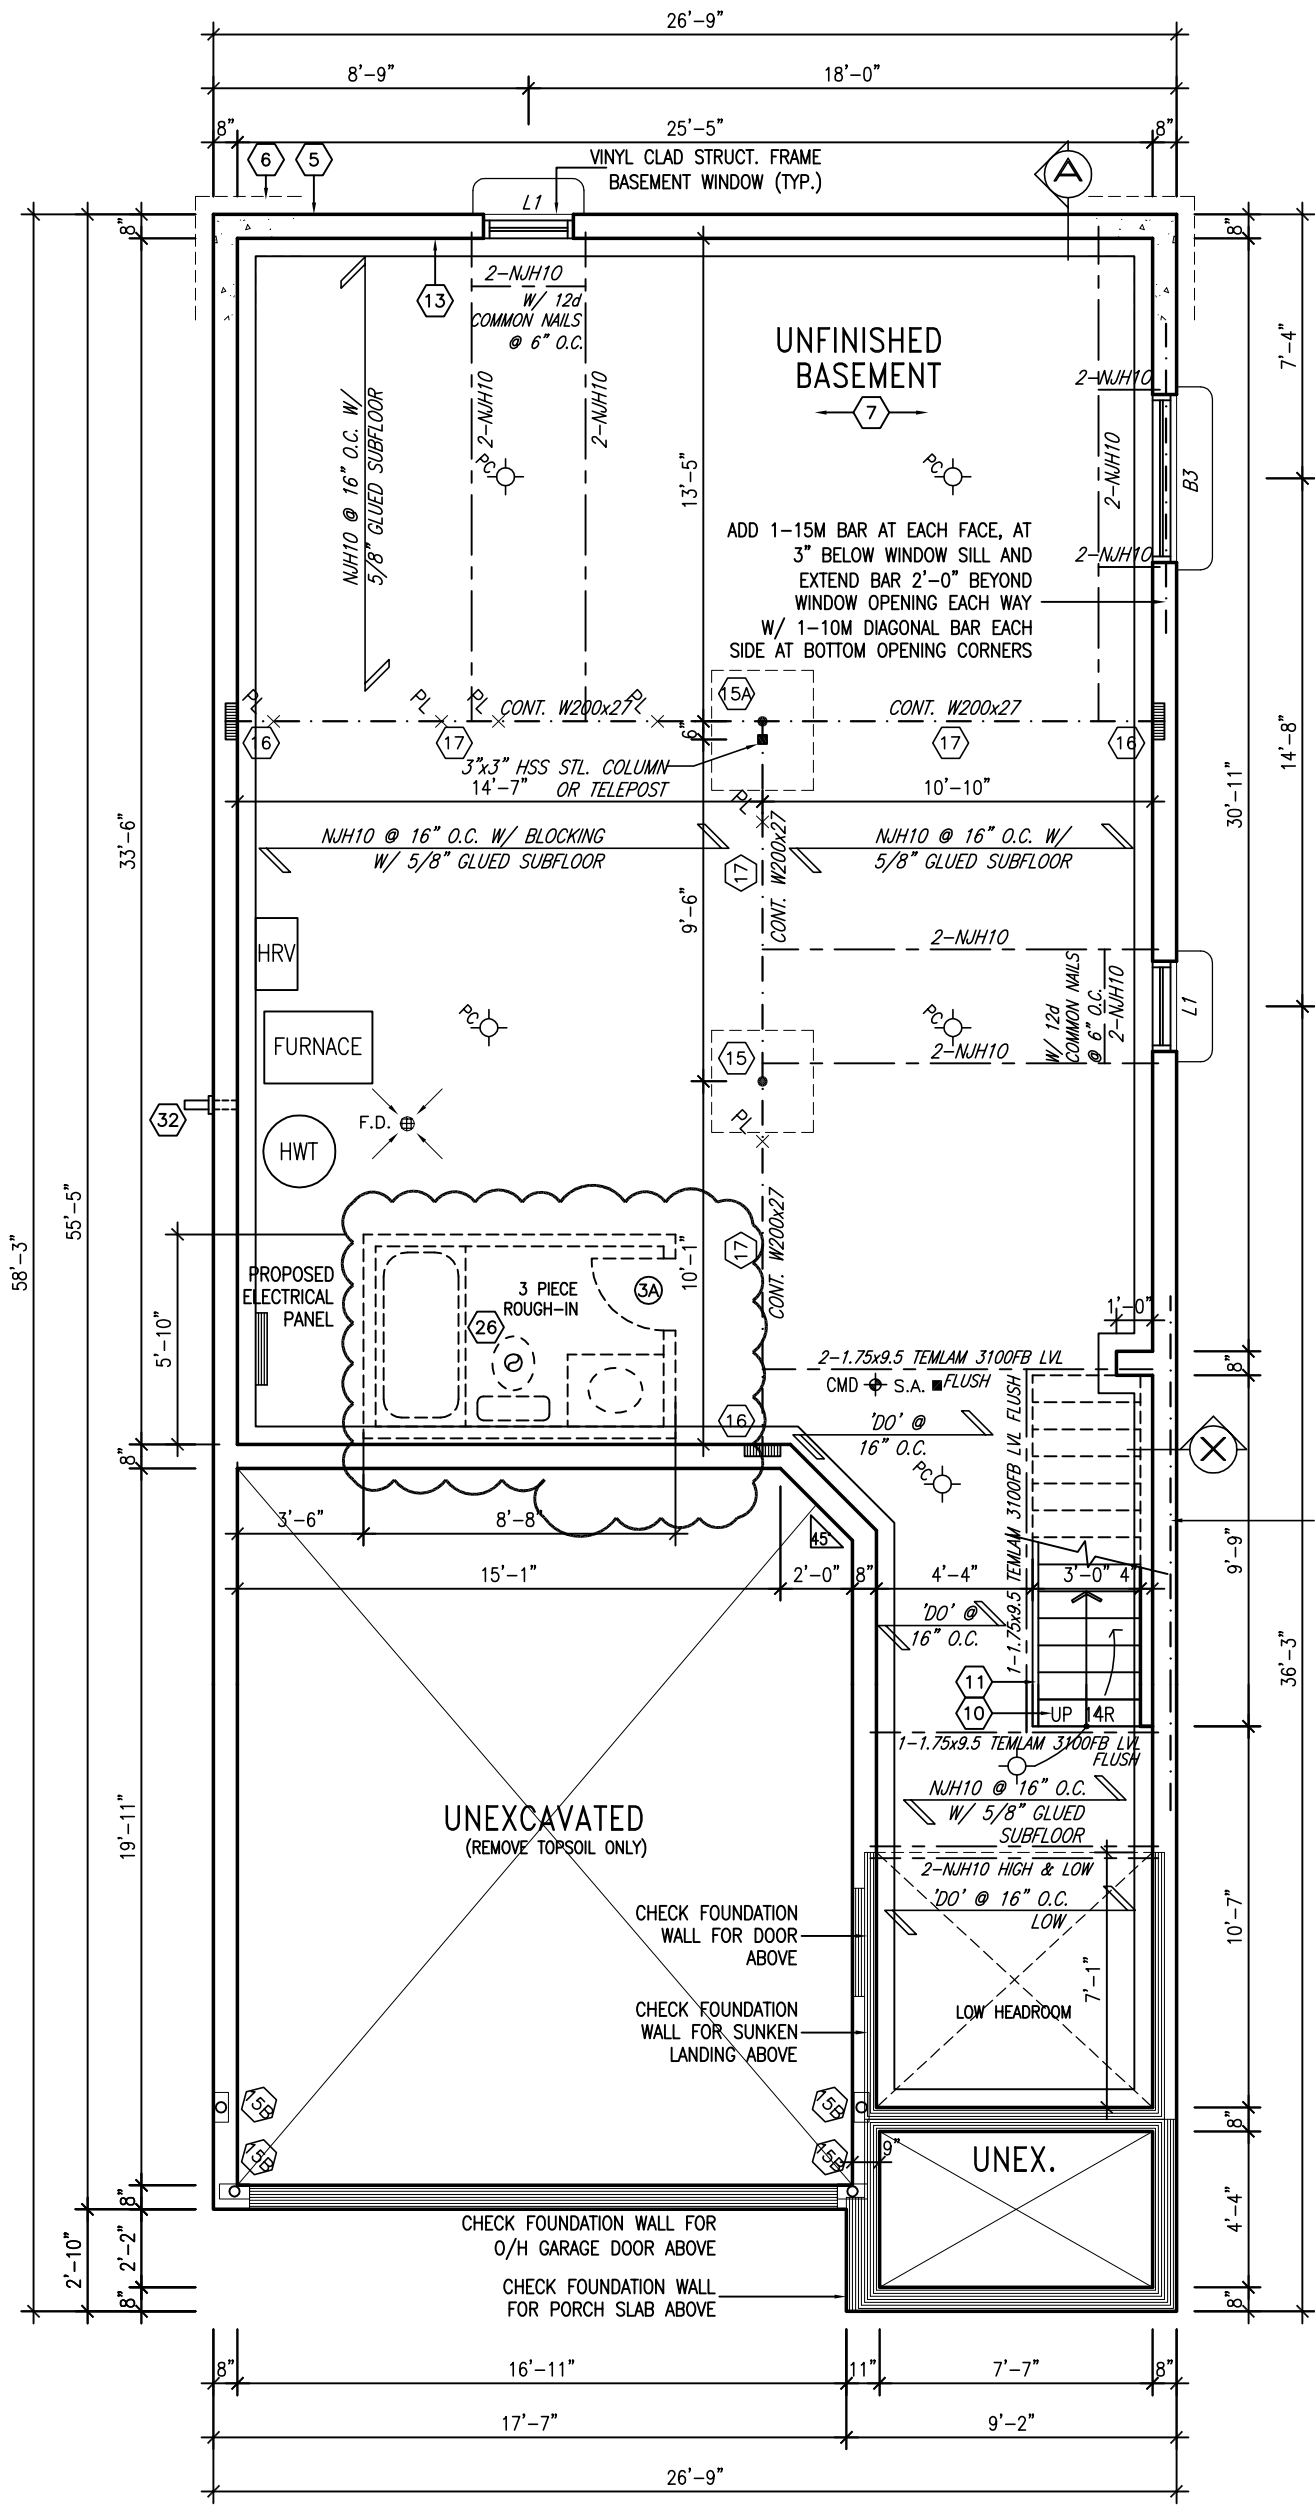 26'-9"
8'-9"
18'-0"
8"
25'-5"
8"
6
5
VINYL CLAD STRUCT. FRAME
BASEMENT WINDOW (TYP.)
A
L1
8"
8"
13
2-NJH10
W/ 12d
COMMON NAILS
@ 6" O.C.
UNFINISHED
BASEMENT
7
7'-4"
2-NJH10
NJH10 @ 16" O.C. W/
5/8" GLUED SUBFLOOR
2-NJH10
2-NJH10
PC
PC
13'-5"
2-NJH10
B3
ADD 1-15M BAR AT EACH FACE, AT
3" BELOW WINDOW SILL AND
EXTEND BAR 2'-0" BEYOND
WINDOW OPENING EACH WAY
W/ 1-10M DIAGONAL BAR EACH
SIDE AT BOTTOM OPENING CORNERS
2-NJH10
15A
PL
PL
PL
CONT. W200x27
PL
CONT. W200x27
16
17
6"
17
16
14'-8"
3"x3" HSS STL. COLUMN
OR TELEPOST
14'-7"
10'-10"
30'-11"
33'-6"
NJH10 @ 16" O.C. W/ BLOCKING
W/ 5/8" GLUED SUBFLOOR
PL
17
CONT. W200x27
NJH10 @ 16" O.C. W/
5/8" GLUED SUBFLOOR
9'-6"
HRV
2-NJH10
W/ 12d
COMMON NAILS
@ 6" O.C.
2-NJH10
L1
FURNACE
PC
PC
2-NJH10
15
32
F.D.
HWT
PL
55'-5"
58'-3"
17
CONT. W200x27
10'-1"
PROPOSED
ELECTRICAL
PANEL
3 PIECE
ROUGH-IN
3A
26
5'-10"
1'-0"
8"
2-1.75x9.5 TEMLAM 3100FB LVL
FLUSH
CMD
S.A.
16
'DO' @
16" O.C.
1-1.75x9.5 TEMLAM 3100FB LVL FLUSH
X
8"
PC
3'-6"
8'-8"
45°
9'-9"
15'-1"
2'-0"
8"
4'-4"
3'-0"
4"
'DO' @
16" O.C.
36'-3"
11
10
UP 14R
1-1.75x9.5 TEMLAM 3100FB LVL
FLUSH
NJH10 @ 16" O.C.
W/ 5/8" GLUED
SUBFLOOR
UNEXCAVATED
(REMOVE TOPSOIL ONLY)
19'-11"
2-NJH10 HIGH & LOW
'DO' @ 16" O.C.
LOW
CHECK FOUNDATION
WALL FOR DOOR
ABOVE
10'-7"
7'-1"
CHECK FOUNDATION
WALL FOR SUNKEN
LANDING ABOVE
LOW HEADROOM
15B
15B
15B
15B
9"
8"
UNEX.
8"
CHECK FOUNDATION WALL FOR
O/H GARAGE DOOR ABOVE
4'-4"
2'-10"
2'-2"
8"
CHECK FOUNDATION WALL
FOR PORCH SLAB ABOVE
8"
8"
16'-11"
11"
7'-7"
8"
17'-7"
9'-2"
26'-9"